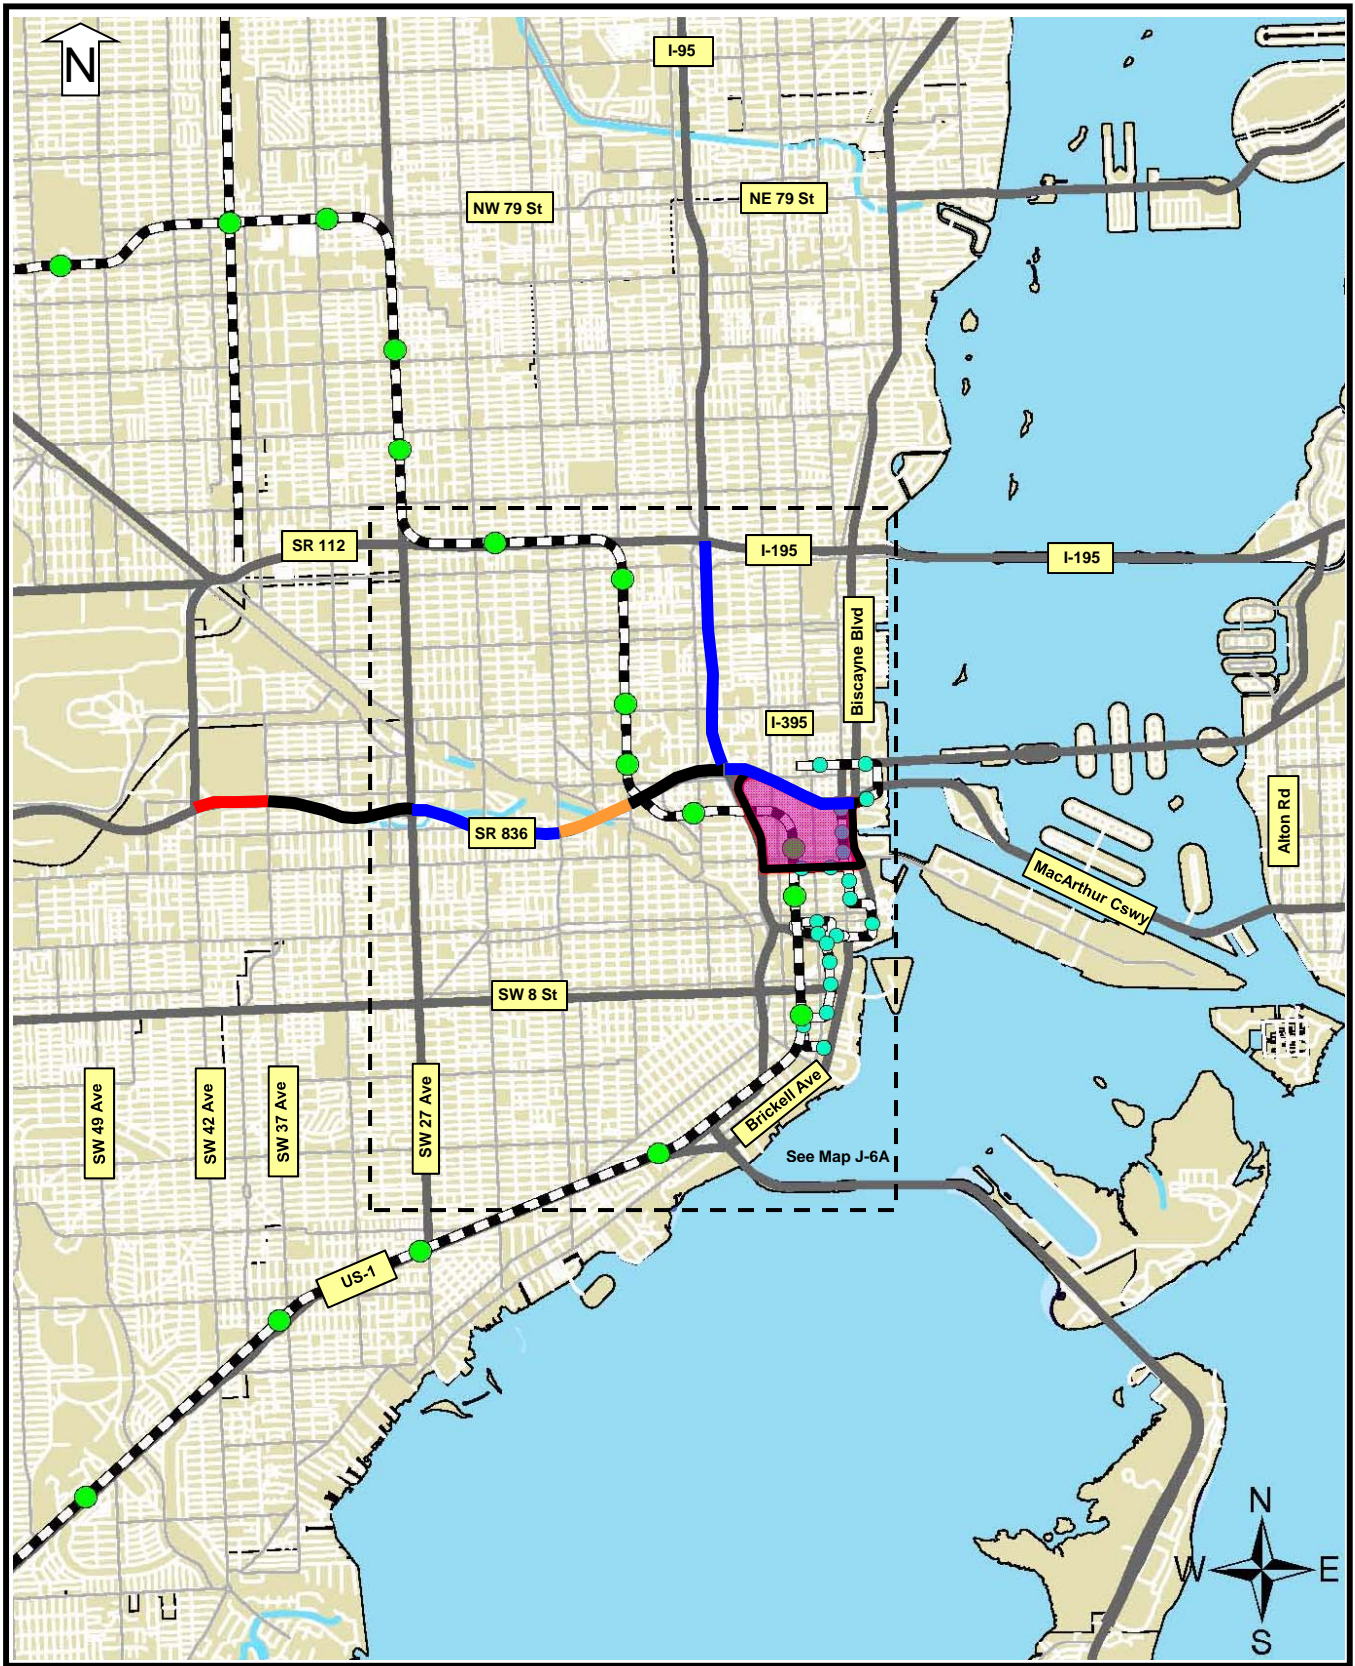 N
I-95
NW 79 St
NE 79 St
SR 112
I-195
I-195
Biscayne Blvd
I-395
SR 836
Alton Rd
MacArthur Cswy
SW 8 St
SW 49 Ave
SW 42 Ave
SW 37 Ave
SW 27 Ave
Brickell Ave
See Map J-6A
US-1
N
W
E
S